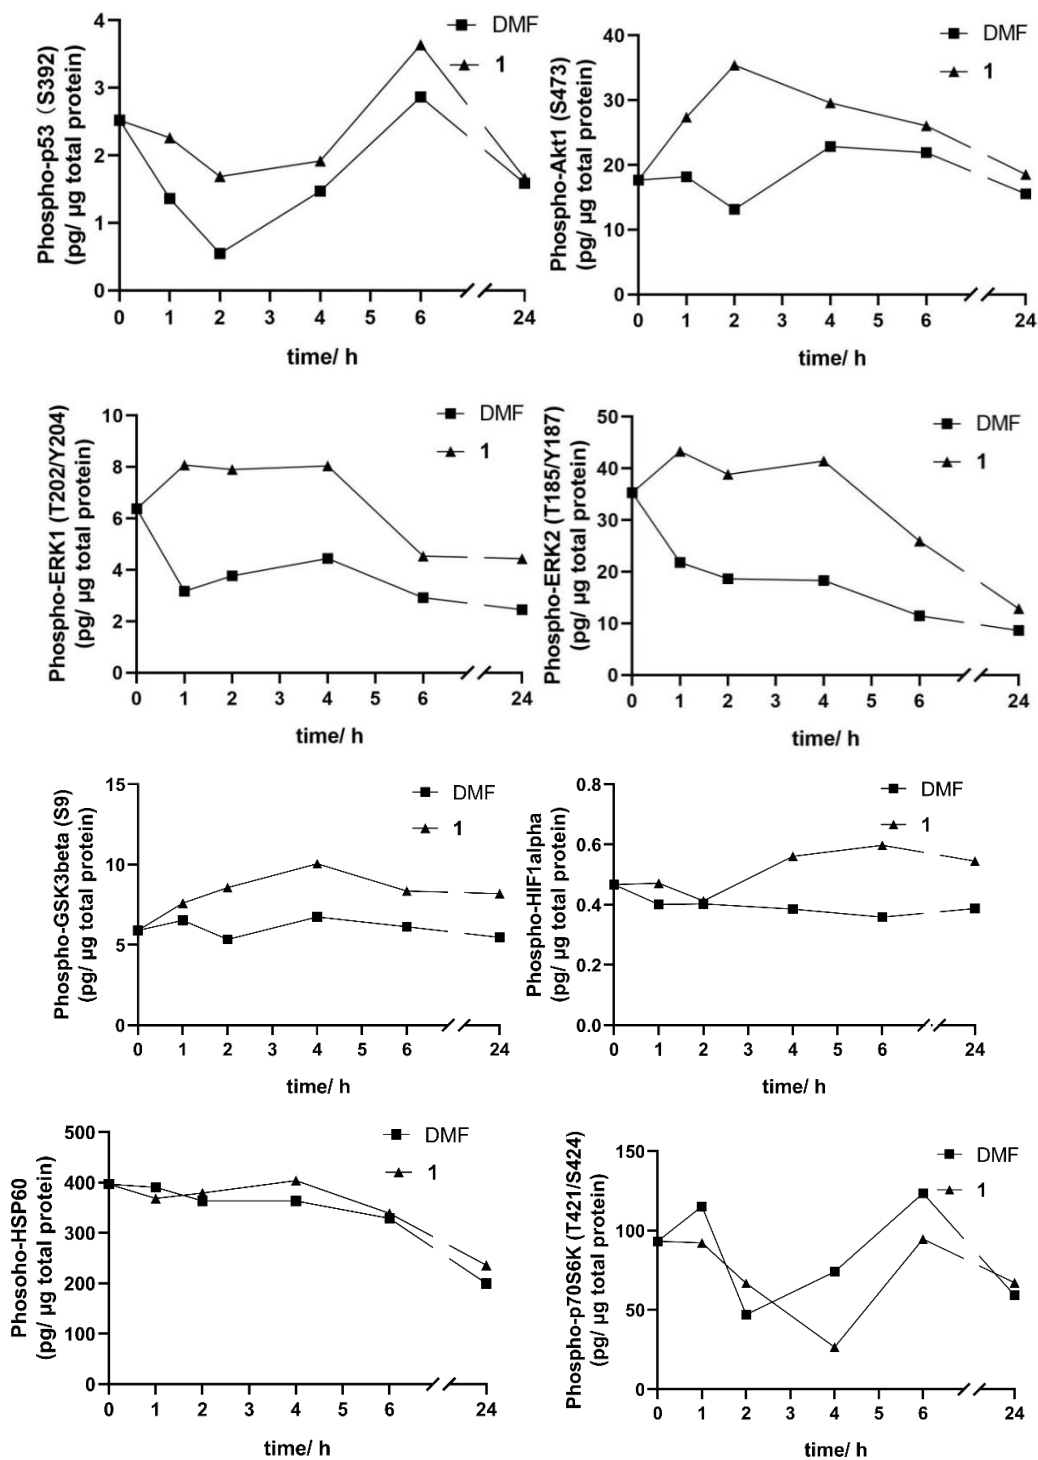 Phospho-p53 (S392)
(pg/ µg total protein)
4
3
2
1
0
0 1 2 3 4 5 6 24
time/ h
DMF
1
Phospho-Akt1 (S473)
(pg/ µg total protein)
40
30
20
10
0
0 1 2 3 4 5 6 24
time/ h
DMF
1
Phospho-ERK1 (T202/Y204)
(pg/ µg total protein)
10
8
6
4
2
0
0 1 2 3 4 5 6 24
time/ h
DMF
1
Phospho-ERK2 (T185/Y187)
(pg/ µg total protein)
50
40
30
20
10
0
0 1 2 3 4 5 6 24
time/ h
DMF
1
Phospho-GSK3beta (S9)
(pg/ µg total protein)
15
10
5
0
0 1 2 3 4 5 6 24
time/ h
DMF
1
Phospho-HIF1alpha
(pg/ µg total protein)
0.8
0.6
0.4
0.2
0.0
0 1 2 3 4 5 6 24
time/ h
DMF
1
Phosoho-HSP60
(pg/ µg total protein)
500
400
300
200
100
0
0 1 2 3 4 5 6 24
time/ h
DMF
1
Phospho-p70S6K (T421/S424)
(pg/ µg total protein)
150
100
50
0
0 1 2 3 4 5 6 24
time/ h
DMF
1